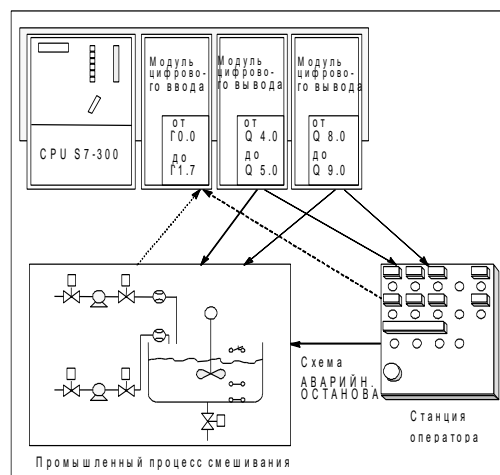 Модуль
цифрово-
го ввода
Модуль
цифрово-
го вывода
Модуль
цифрово-
го вывода
CPU S7-300
от
I'0.0
до
I'1.7
от
Q 4.0
до
Q 5.0
от
Q 8.0
до
Q 9.0
Схема
АВАРИЙН.
ОСТАНОВА
Станция
оператора
Промышленный процесс смешивания